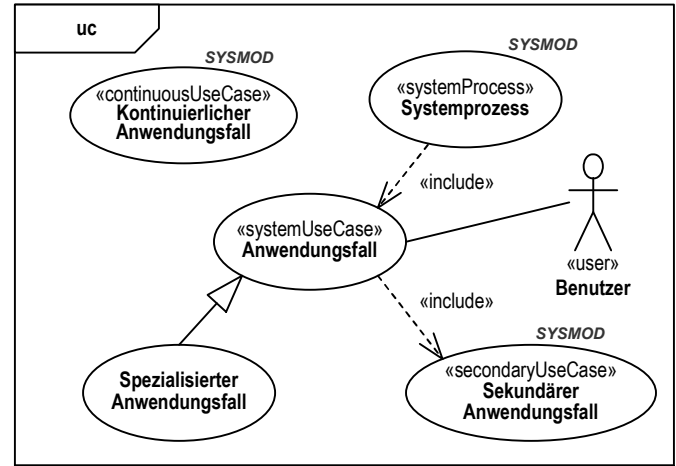 uc
SYSMOD
«continuousUseCase»
Kontinuierlicher
Anwendungsfall
SYSMOD
«systemProcess»
Systemprozess
«include»
«systemUseCase»
Anwendungsfall
«user»
Benutzer
«include»
Spezialisierter
Anwendungsfall
SYSMOD
«secondaryUseCase»
Sekundärer
Anwendungsfall